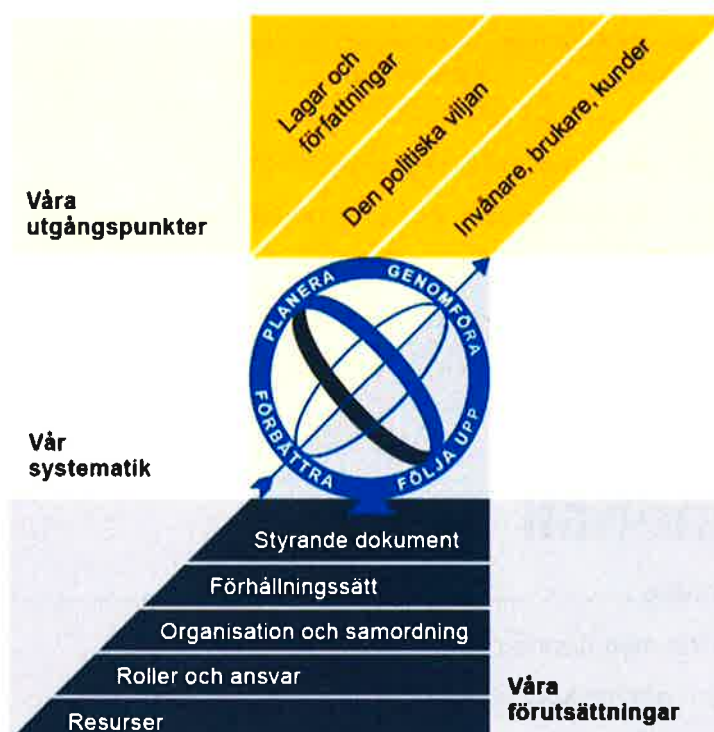 Lagar och
författningar
Den politiska viljan
Invånare, brukare, kunder
Våra
utgångspunkter
PLANERA
GENOMFÖRA
FÖRBÄTTRA
FÖLJA UPP
Vår
systematik
Styrande dokument
Förhållningssätt
Organisation och samordning
Roller och ansvar
Resurser
Våra
förutsättningar